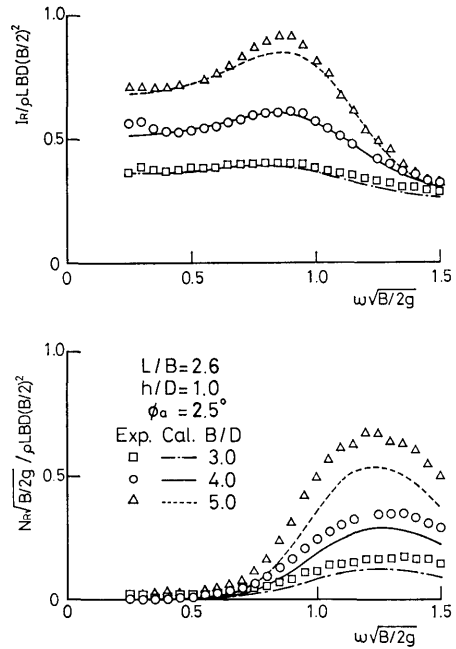 1.0
I_R/ρLBD(B/2)²
0.5
0
0 0.5 1.0 1.5
ω√B/2g
1.0
N_R√B/2g / ρLBD(B/2)²
L/B=2.6
h/D=1.0
ϕa = 2.5°
Exp. Cal. B/D
□ 3.0
○ 4.0
△ 5.0
0.5
0
0 0.5 1.0 1.5
ω√B/2g